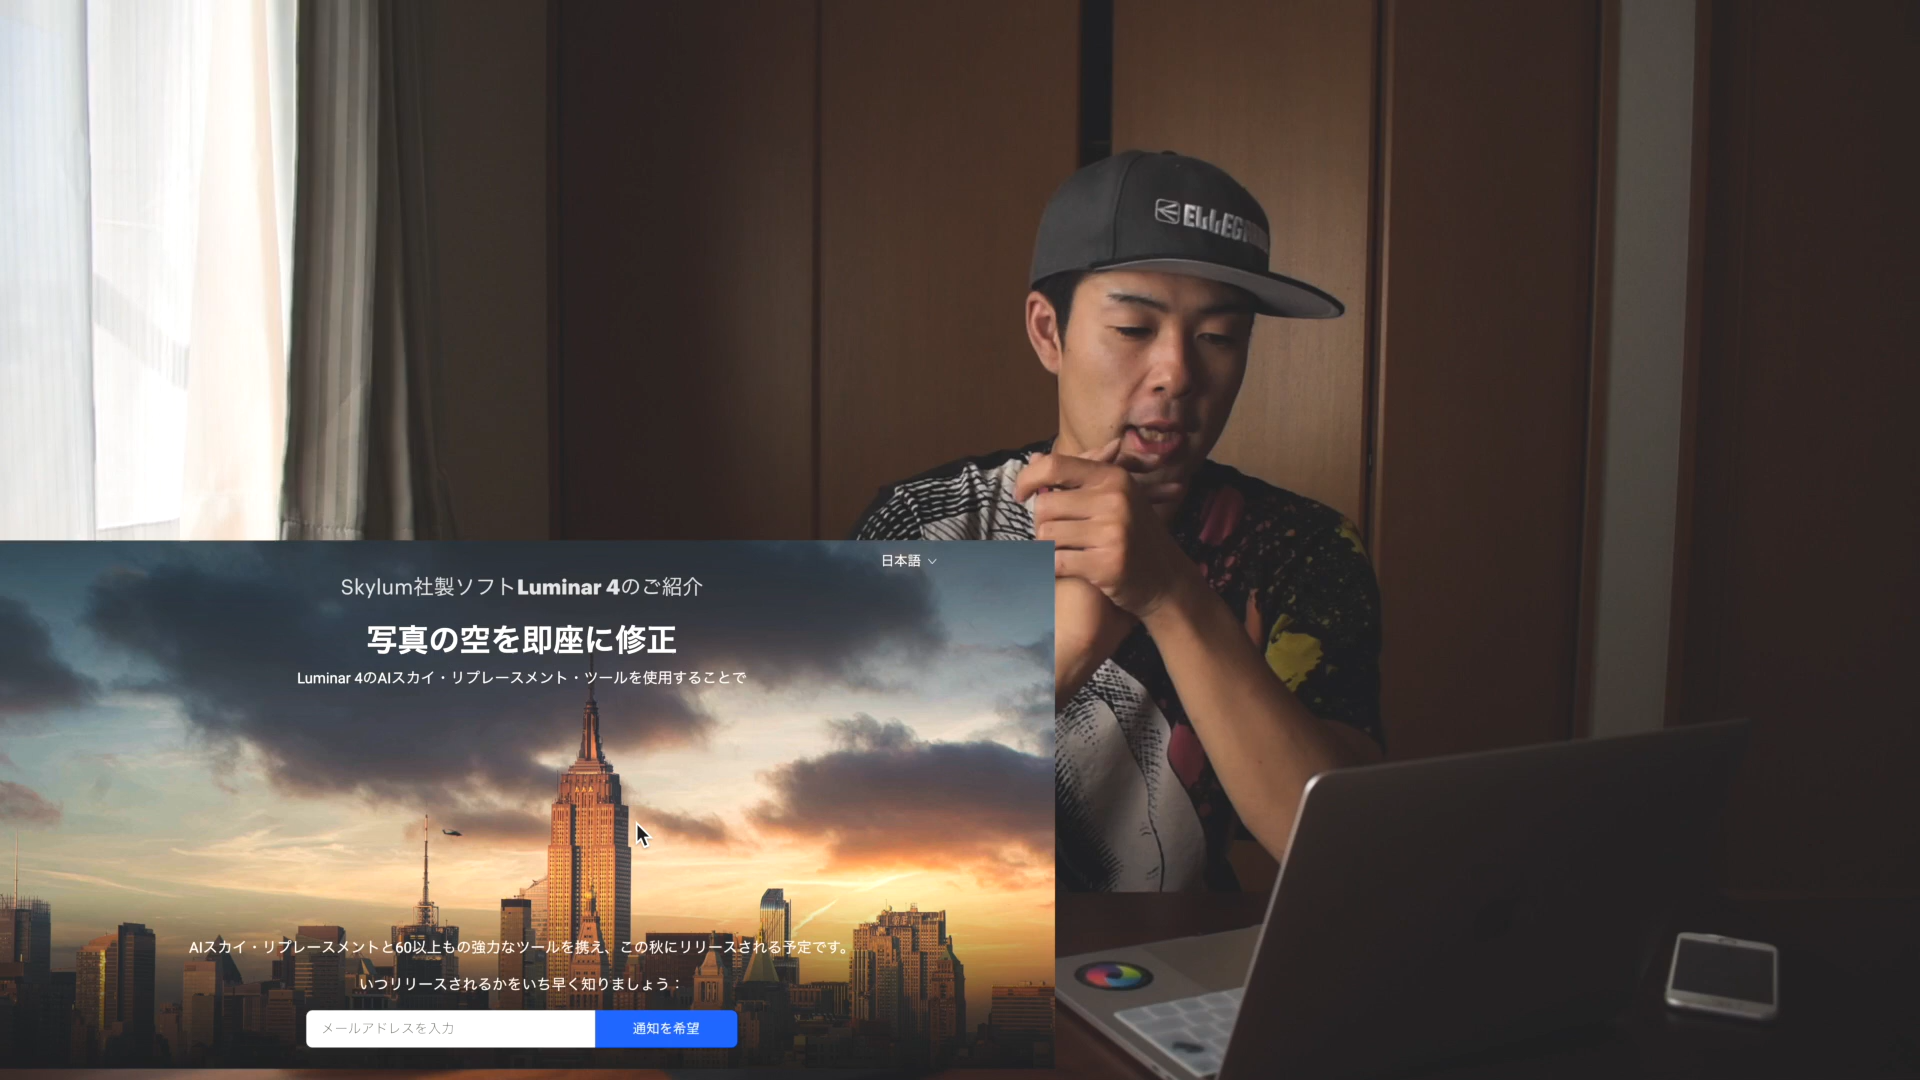 日本語
Skylum社製ソフトLuminar 4のご紹介
写真の空を即座に修正
Luminar 4のAIスカイ・リプレースメント・ツールを使用することで
AIスカイ・リプレースメントと60以上もの強力なツールを携え、この秋にリリースされる予定です。
いつリリースされるかをいち早く知りましょう：
メールアドレスを入力
通知を希望